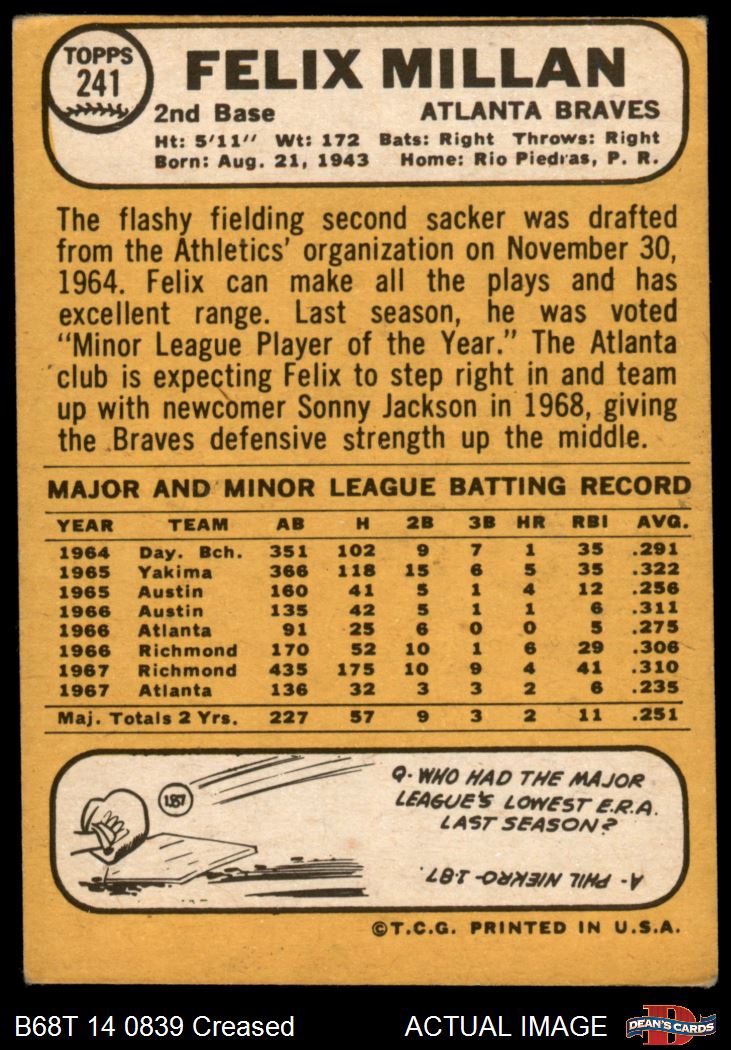 TOPPS
241
FELIX MILLAN
2nd Base ATLANTA BRAVES
Ht: 5'11" Wt: 172 Bats: Right Throws: Right
Born: Aug. 21, 1943 Home: Rio Piedras, P. R.
The flashy fielding second sacker was drafted
from the Athletics' organization on November 30,
1964. Felix can make all the plays and has
excellent range. Last season, he was voted
"Minor League Player of the Year." The Atlanta
club is expecting Felix to step right in and team
up with newcomer Sonny Jackson in 1968, giving
the Braves defensive strength up the middle.
MAJOR AND MINOR LEAGUE BATTING RECORD
YEAR TEAM AB H 2B 3B HR RBI AVG.
1964 Day. Bch. 351 102 9 7 1 35 .291
1965 Yakima 366 118 15 6 5 35 .322
1965 Austin 160 41 5 1 4 12 .256
1966 Austin 135 42 5 1 1 6 .311
1966 Atlanta 91 25 6 0 0 5 .275
1966 Richmond 170 52 10 1 6 29 .306
1967 Richmond 435 175 10 9 4 41 .310
1967 Atlanta 136 32 3 3 2 6 .235
Maj. Totals 2 Yrs. 227 57 9 3 2 11 .251
1.87
Q. WHO HAD THE MAJOR
LEAGUE'S LOWEST E.R.A.
LAST SEASON?
A- PHIL NIEKRO-1.87.
©T.C.G. PRINTED IN U.S.A.
B68T 14 0839 Creased ACTUAL IMAGE
D
DEAN'S CARDS